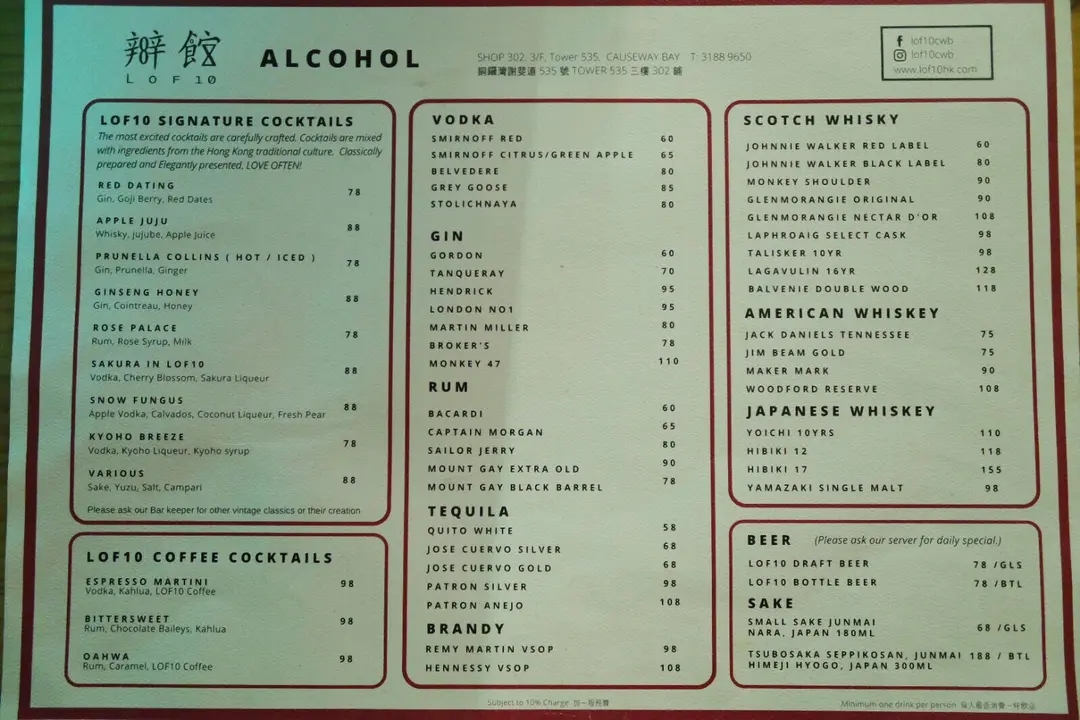 辦館
LOF10
ALCOHOL
SHOP 302, 3/F, Tower 535, CAUSEWAY BAY T: 3188 9650
銅鑼灣謝斐道 535 號 TOWER 535 三樓 302 舖
lof10cwb
lof10cwb
www.lof10hk.com
LOF10 SIGNATURE COCKTAILS
The most excited cocktails are carefully crafted. Cocktails are mixed
with ingredients from the Hong Kong traditional culture. Classically
prepared and Elegantly presented. LOVE OFTEN!
RED DATING 78
Gin, Goji Berry, Red Dates
APPLE JUJU 88
Whisky, jujube, Apple Juice
PRUNELLA COLLINS ( HOT / ICED ) 78
Gin, Prunella, Ginger
GINSENG HONEY 88
Gin, Cointreau, Honey
ROSE PALACE 78
Rum, Rose Syrup, Milk
SAKURA IN LOF10 88
Vodka, Cherry Blossom, Sakura Liqueur
SNOW FUNGUS 88
Apple Vodka, Calvados, Coconut Liqueur, Fresh Pear
KYOHO BREEZE 78
Vodka, Kyoho Liqueur, Kyoho syrup
VARIOUS 88
Sake, Yuzu, Salt, Campari
Please ask our Bar keeper for other vintage classics or their creation
LOF10 COFFEE COCKTAILS
ESPRESSO MARTINI 98
Vodka, Kahlua, LOF10 Coffee
BITTERSWEET 98
Rum, Chocolate Baileys, Kahlua
OAHWA 98
Rum, Caramel, LOF10 Coffee
VODKA
SMIRNOFF RED 60
SMIRNOFF CITRUS/GREEN APPLE 65
BELVEDERE 80
GREY GOOSE 85
STOLICHNAYA 80
GIN
GORDON 60
TANQUERAY 70
HENDRICK 95
LONDON NO1 95
MARTIN MILLER 80
BROKER'S 78
MONKEY 47 110
RUM
BACARDI 60
CAPTAIN MORGAN 65
SAILOR JERRY 80
MOUNT GAY EXTRA OLD 90
MOUNT GAY BLACK BARREL 78
TEQUILA
QUITO WHITE 58
JOSE CUERVO SILVER 68
JOSE CUERVO GOLD 68
PATRON SILVER 98
PATRON ANEJO 108
BRANDY
REMY MARTIN VSOP 98
HENNESSY VSOP 108
SCOTCH WHISKY
JOHNNIE WALKER RED LABEL 60
JOHNNIE WALKER BLACK LABEL 80
MONKEY SHOULDER 90
GLENMORANGIE ORIGINAL 90
GLENMORANGIE NECTAR D'OR 108
LAPHROAIG SELECT CASK 98
TALISKER 10YR 98
LAGAVULIN 16YR 128
BALVENIE DOUBLE WOOD 118
AMERICAN WHISKEY
JACK DANIELS TENNESSEE 75
JIM BEAM GOLD 75
MAKER MARK 90
WOODFORD RESERVE 108
JAPANESE WHISKEY
YOICHI 10YRS 110
HIBIKI 12 118
HIBIKI 17 155
YAMAZAKI SINGLE MALT 98
BEER (Please ask our server for daily special.)
LOF10 DRAFT BEER 78 /GLS
LOF10 BOTTLE BEER 78 /BTL
SAKE
SMALL SAKE JUNMAI
NARA, JAPAN 180ML 68 /GLS
TSUBOSAKA SEPPIKOSAN, JUNMAI 188 / BTL
HIMEJI HYOGO, JAPAN 300ML
Subject to 10% Charge 加一服務費
Minimum one drink per person 每人最低消費一杯飲品